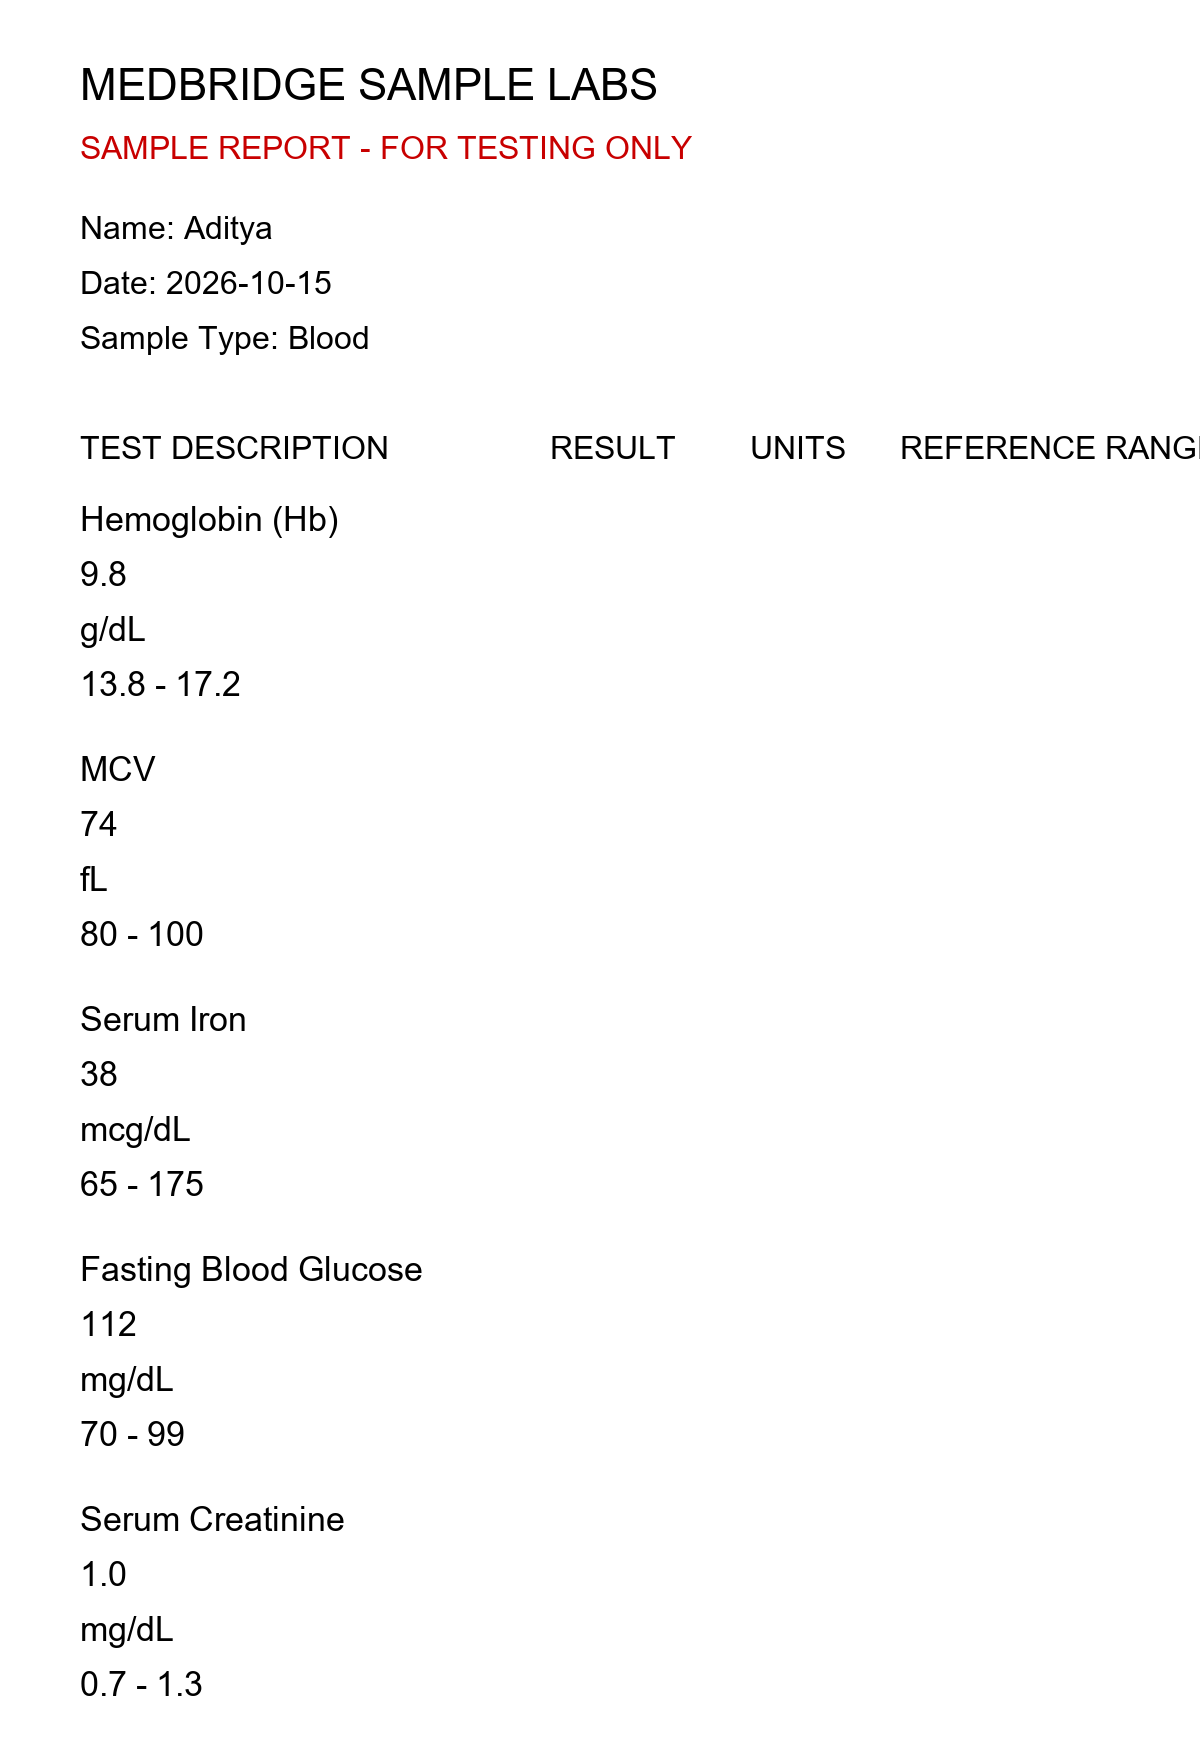 MEDBRIDGE SAMPLE LABS
SAMPLE REPORT - FOR TESTING ONLY
Name: Aditya
Date: 2026-10-15
Sample Type: Blood
TEST DESCRIPTION RESULT UNITS REFERENCE RANG
Hemoglobin (Hb)
9.8
g/dL
13.8 - 17.2
MCV
74
fL
80 - 100
Serum Iron
38
mcg/dL
65 - 175
Fasting Blood Glucose
112
mg/dL
70 - 99
Serum Creatinine
1.0
mg/dL
0.7 - 1.3